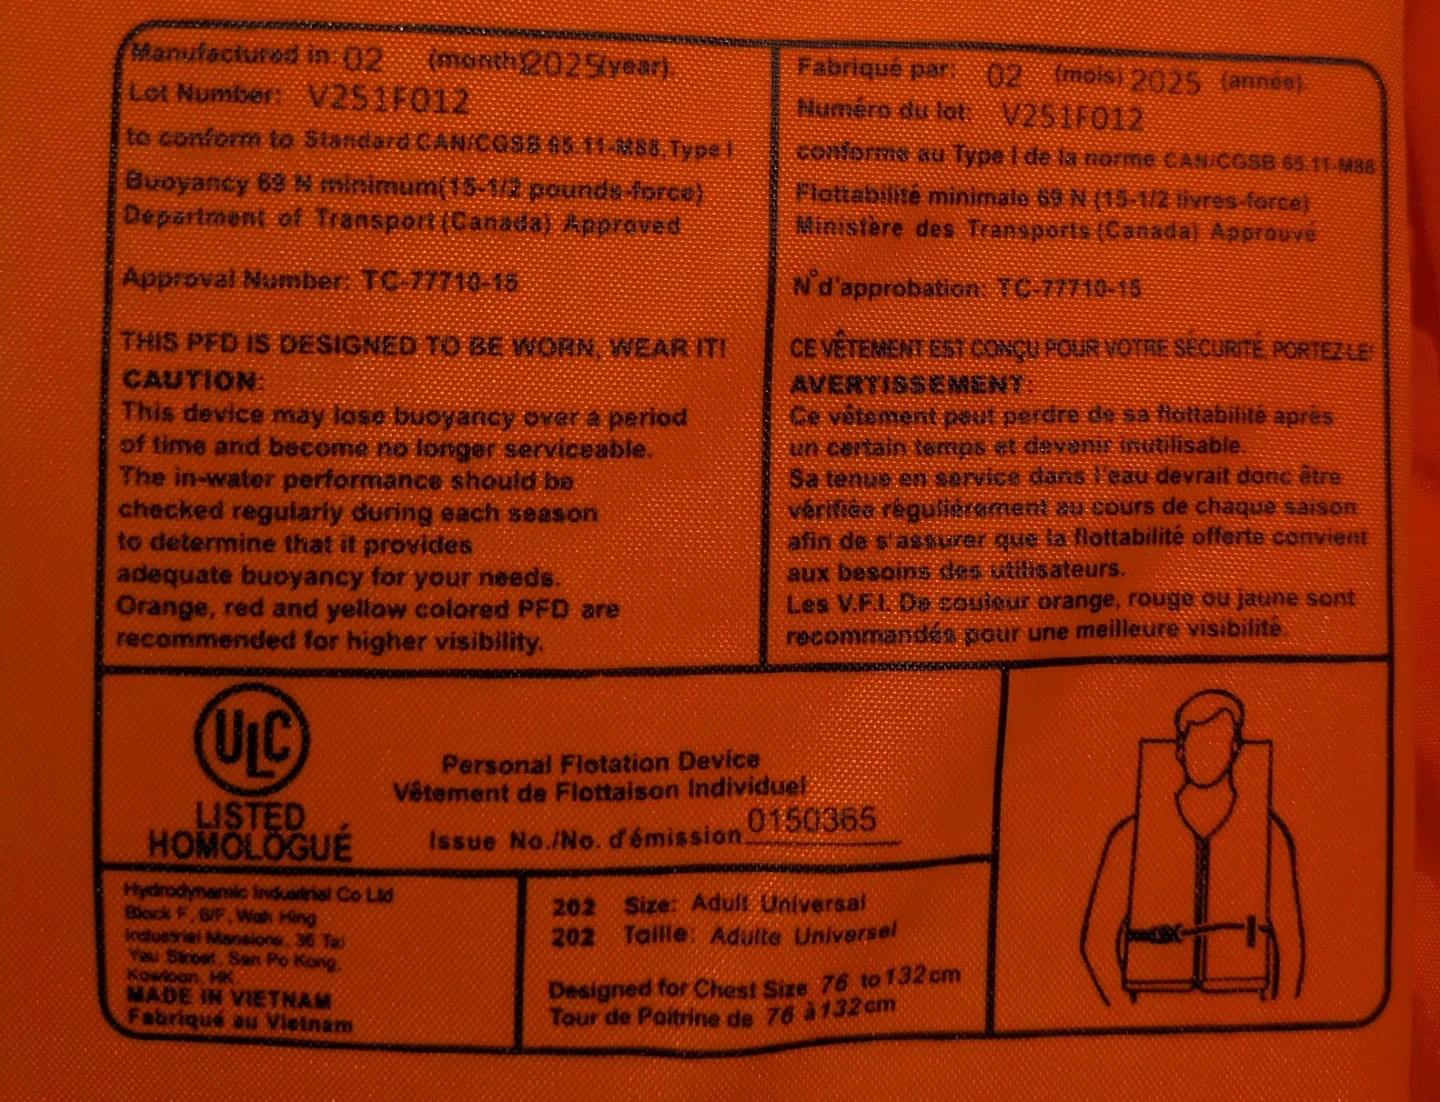 Manufactured in: 02 (month) 2025 (year).
Lot Number: V251F012
to conform to Standard CAN/CGSB 65.11-M88, Type I
Buoyancy 69 N minimum(15-1/2 pounds-force)
Department of Transport (Canada) Approved
Approval Number: TC-77710-15
THIS PFD IS DESIGNED TO BE WORN, WEAR IT!
CAUTION:
This device may lose buoyancy over a period
of time and become no longer serviceable.
The in-water performance should be
checked regularly during each season
to determine that it provides
adequate buoyancy for your needs.
Orange, red and yellow colored PFD are
recommended for higher visibility.
Fabriqué par: 02 (mois) 2025 (année).
Numéro du lot: V251F012
conforme au Type I de la norme CAN/CGSB 65.11-M88
Flottabilité minimale 69 N (15-1/2 livres-force)
Ministère des Transports (Canada) Approuve
N° d'approbation: TC-77710-15
CE VÊTEMENT EST CONÇU POUR VOTRE SÉCURITÉ, PORTEZ-LE!
AVERTISSEMENT:
Ce vêtement peut perdre de sa flottabilité après
un certain temps et devenir inutilisable.
Sa tenue en service dans l'eau devrait donc être
vérifiée régulièrement au cours de chaque saison
afin de s'assurer que la flottabilité offerte convient
aux besoins des utilisateurs.
Les V.F.I. De couleur orange, rouge ou jaune sont
recommandés pour une meilleure visibilité.
ULC
LISTED
HOMOLOGUÉ
Personal Flotation Device
Vêtement de Flottaison Individuel
Issue No./No. d'émission 0150365
Hydrodynamic Industrial Co Ltd
Block F, 6/F, Wah Hing
Industrial Mansions, 36 Tai
Yau Street, San Po Kong,
Kowloon, HK
MADE IN VIETNAM
Fabriqué au Vietnam
202 Size: Adult Universal
202 Taille: Adulte Universel
Designed for Chest Size 76 to 132 cm
Tour de Poitrine de 76 à 132 cm